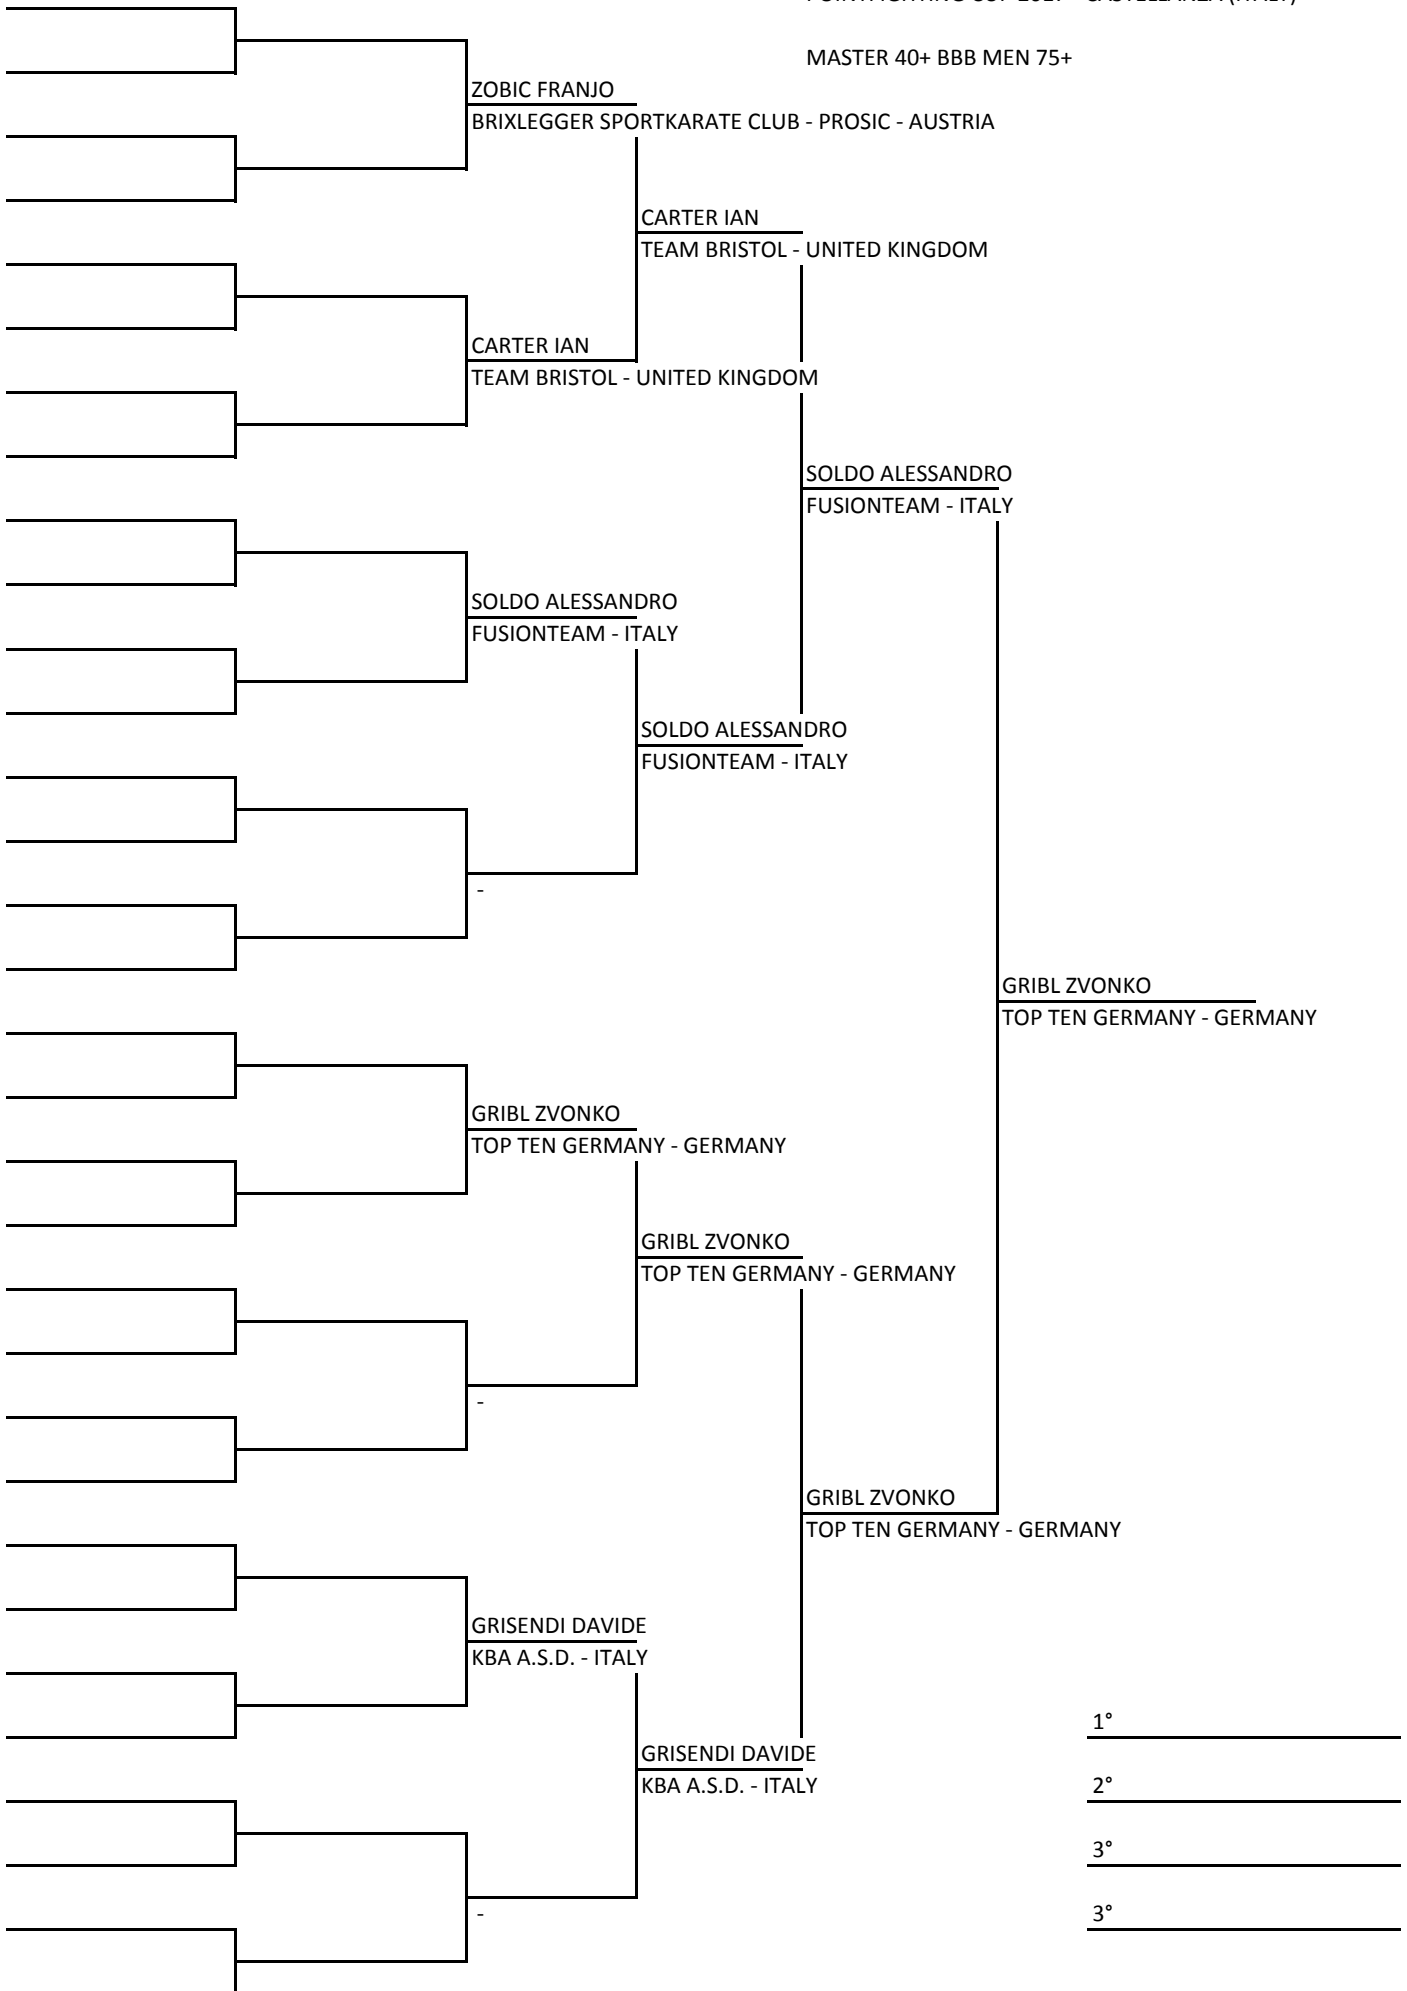 MASTER 40+ BBB MEN 75+
ZOBIC FRANJO
BRIXLEGGER SPORTKARATE CLUB - PROSIC - AUSTRIA
CARTER IAN
TEAM BRISTOL - UNITED KINGDOM
CARTER IAN
TEAM BRISTOL - UNITED KINGDOM
SOLDO ALESSANDRO
FUSIONTEAM - ITALY
SOLDO ALESSANDRO
FUSIONTEAM - ITALY
SOLDO ALESSANDRO
FUSIONTEAM - ITALY
-
GRIBL ZVONKO
TOP TEN GERMANY - GERMANY
GRIBL ZVONKO
TOP TEN GERMANY - GERMANY
GRIBL ZVONKO
TOP TEN GERMANY - GERMANY
-
GRIBL ZVONKO
TOP TEN GERMANY - GERMANY
GRISENDI DAVIDE
KBA A.S.D. - ITALY
1°
GRISENDI DAVIDE
KBA A.S.D. - ITALY
2°
3°
-
3°